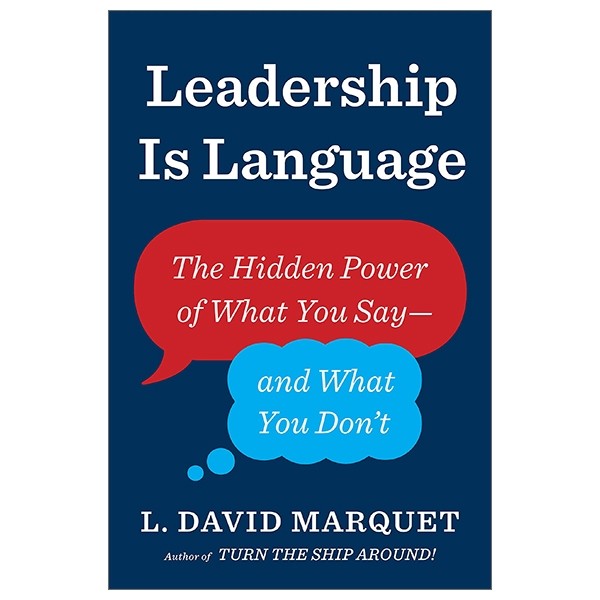 Leadership
Is Language
The Hidden Power
of What You Say—
and What
You Don't
L. DAVID MARQUET
Author of TURN THE SHIP AROUND!